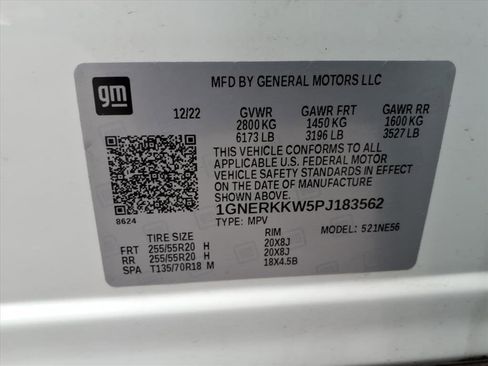 gm
MFD BY GENERAL MOTORS LLC
12/22 GVWR GAWR FRT GAWR RR
2800 KG 1450 KG 1600 KG
6173 LB 3196 LB 3527 LB
THIS VEHICLE CONFORMS TO ALL
APPLICABLE U.S. FEDERAL MOTOR
VEHICLE SAFETY STANDARDS IN
EFFECT ON THE DATE OF MANUFACTURE
SHOWN ABOVE.
1GNERKKW5PJ183562
8624
TYPE: MPV MODEL: 521NE56
TIRE SIZE RIM
FRT 255/55R20 H 20X8J
RR 255/55R20 H 20X8J
SPA T135/70R18 M 18X4.5B